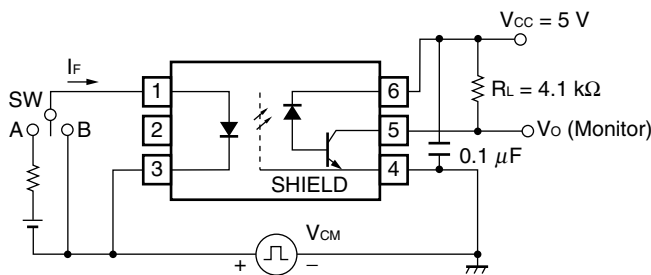 VCC = 5 V
IF
SW
A
B
1
2
3
6
5
4
SHIELD
RL = 4.1 kΩ
VO (Monitor)
0.1 μF
VCM
+
−